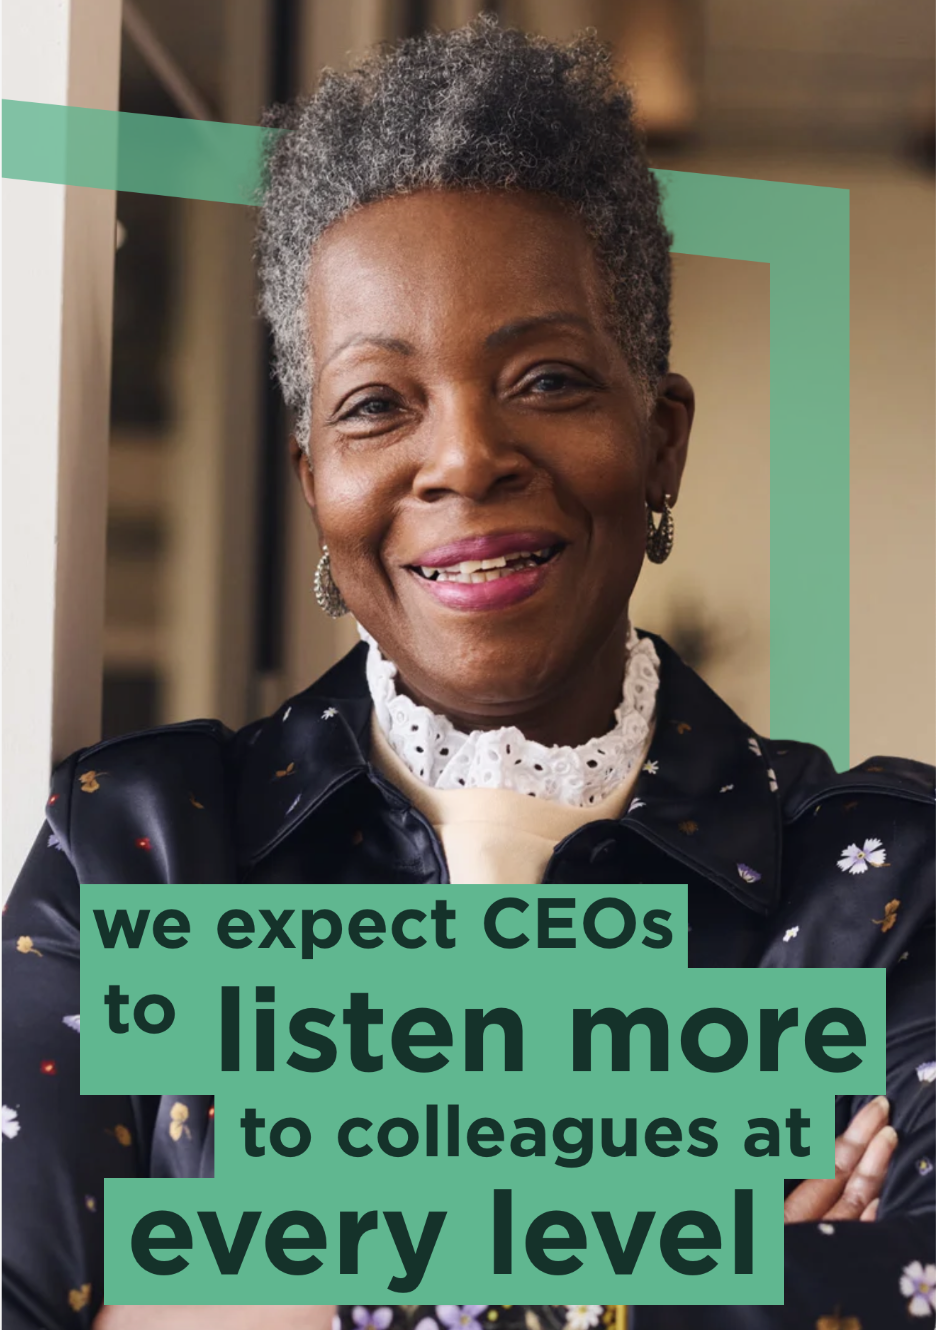 we expect CEOs
to listen more
to colleagues at
every level